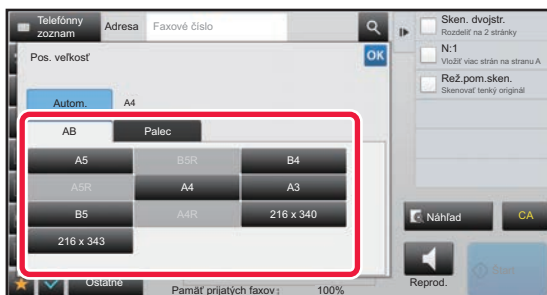 Telefónny
zoznam
Adresa
Faxové číslo
Pos. veľkosť
OK
Autom.
A4
AB
Palec
A5
B5R
B4
A5R
A4
A3
B5
A4R
216 x 340
216 x 343
Ostatné
Pamäť prijatých faxov:
100%
Sken. dvojstr.
Rozdeliť na 2 stránky
N:1
Vložiť viac strán na stranu A
Rež.pom.sken.
Skenovať tenký originál
Náhľad
CA
Reprod.
Štart